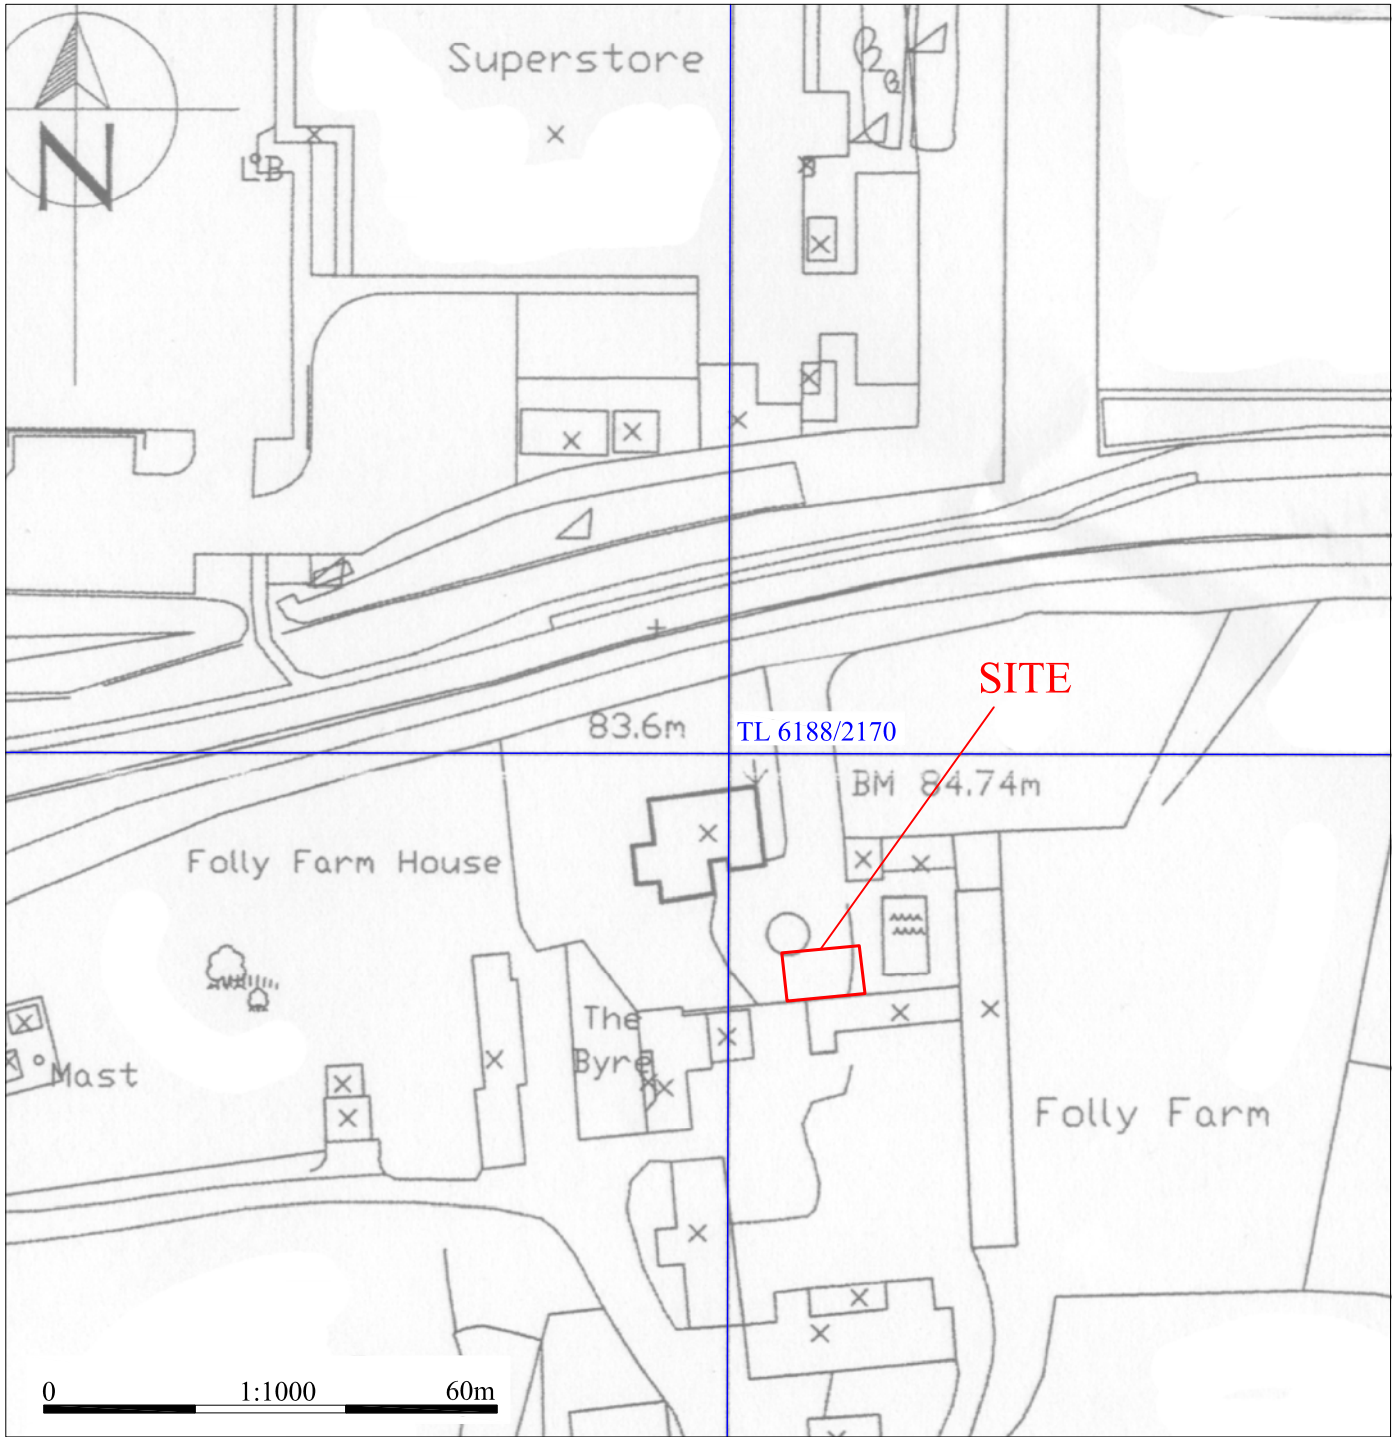 Superstore
N
LB
SITE
83.6m
TL 6188/2170
BM 84.74m
Folly Farm House
The
Byre
Mast
Folly Farm
0 1:1000 60m